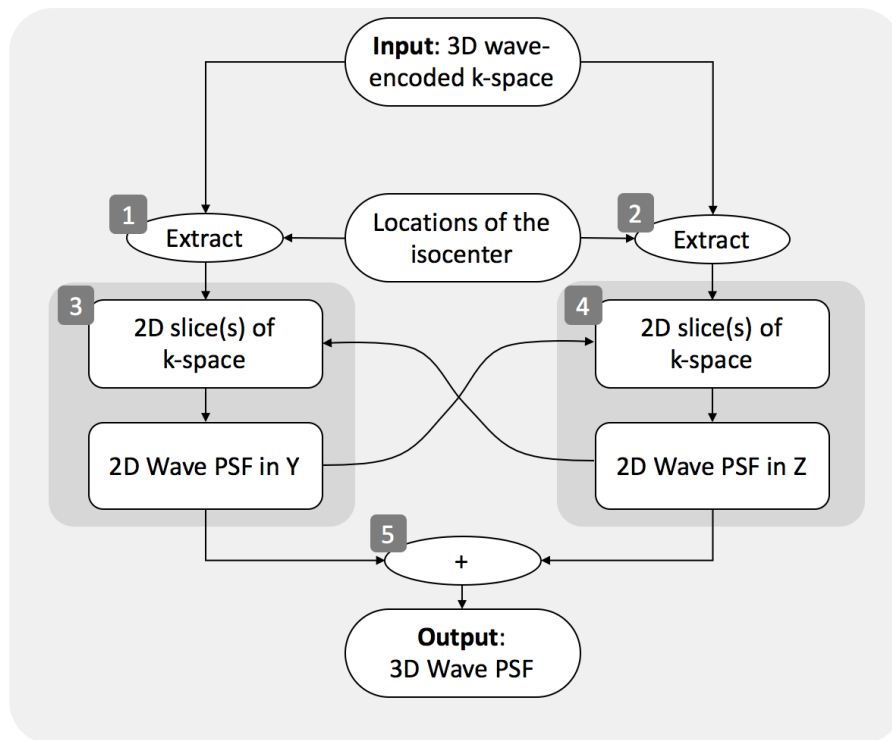 Input: 3D wave-
encoded k-space
1
Extract
Locations of the
isocenter
2
Extract
3
2D slice(s) of
k-space
2D Wave PSF in Y
4
2D slice(s) of
k-space
2D Wave PSF in Z
5
+
Output:
3D Wave PSF